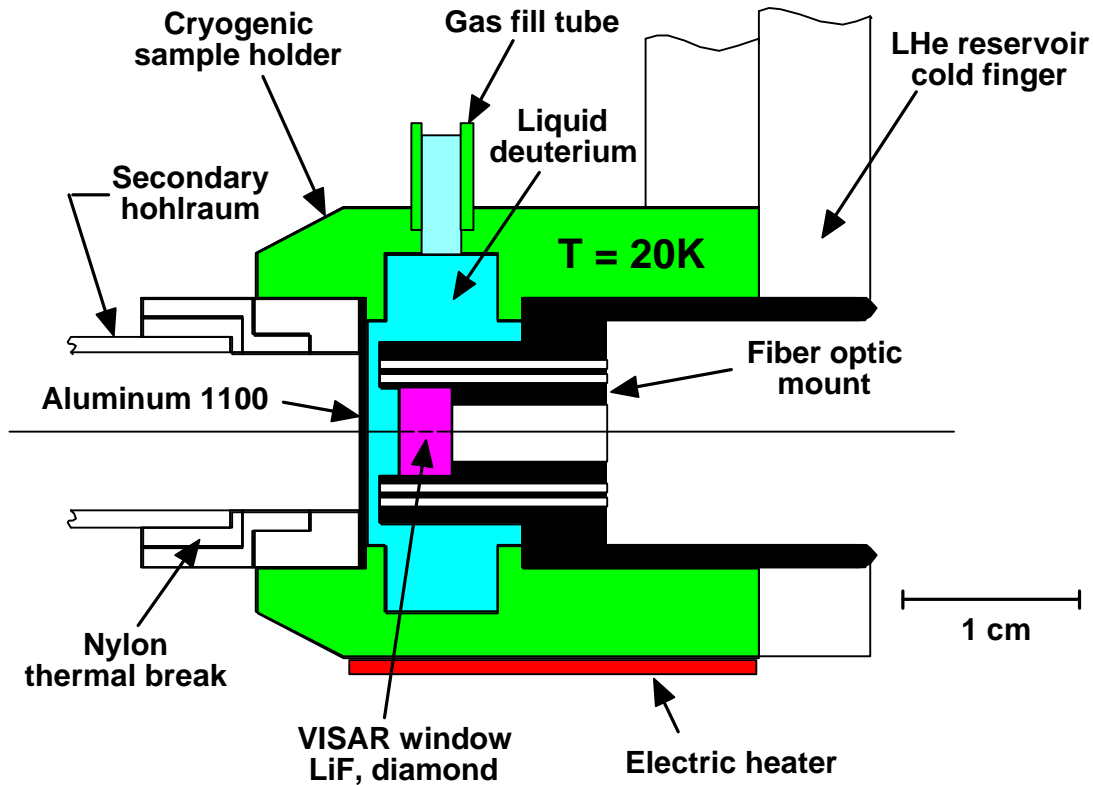 Cryogenic
sample holder
Gas fill tube
LHe reservoir
cold finger
Liquid
deuterium
Secondary
hohlraum
T = 20K
Fiber optic
mount
Aluminum 1100
1 cm
Nylon
thermal break
VISAR window
LiF, diamond
Electric heater